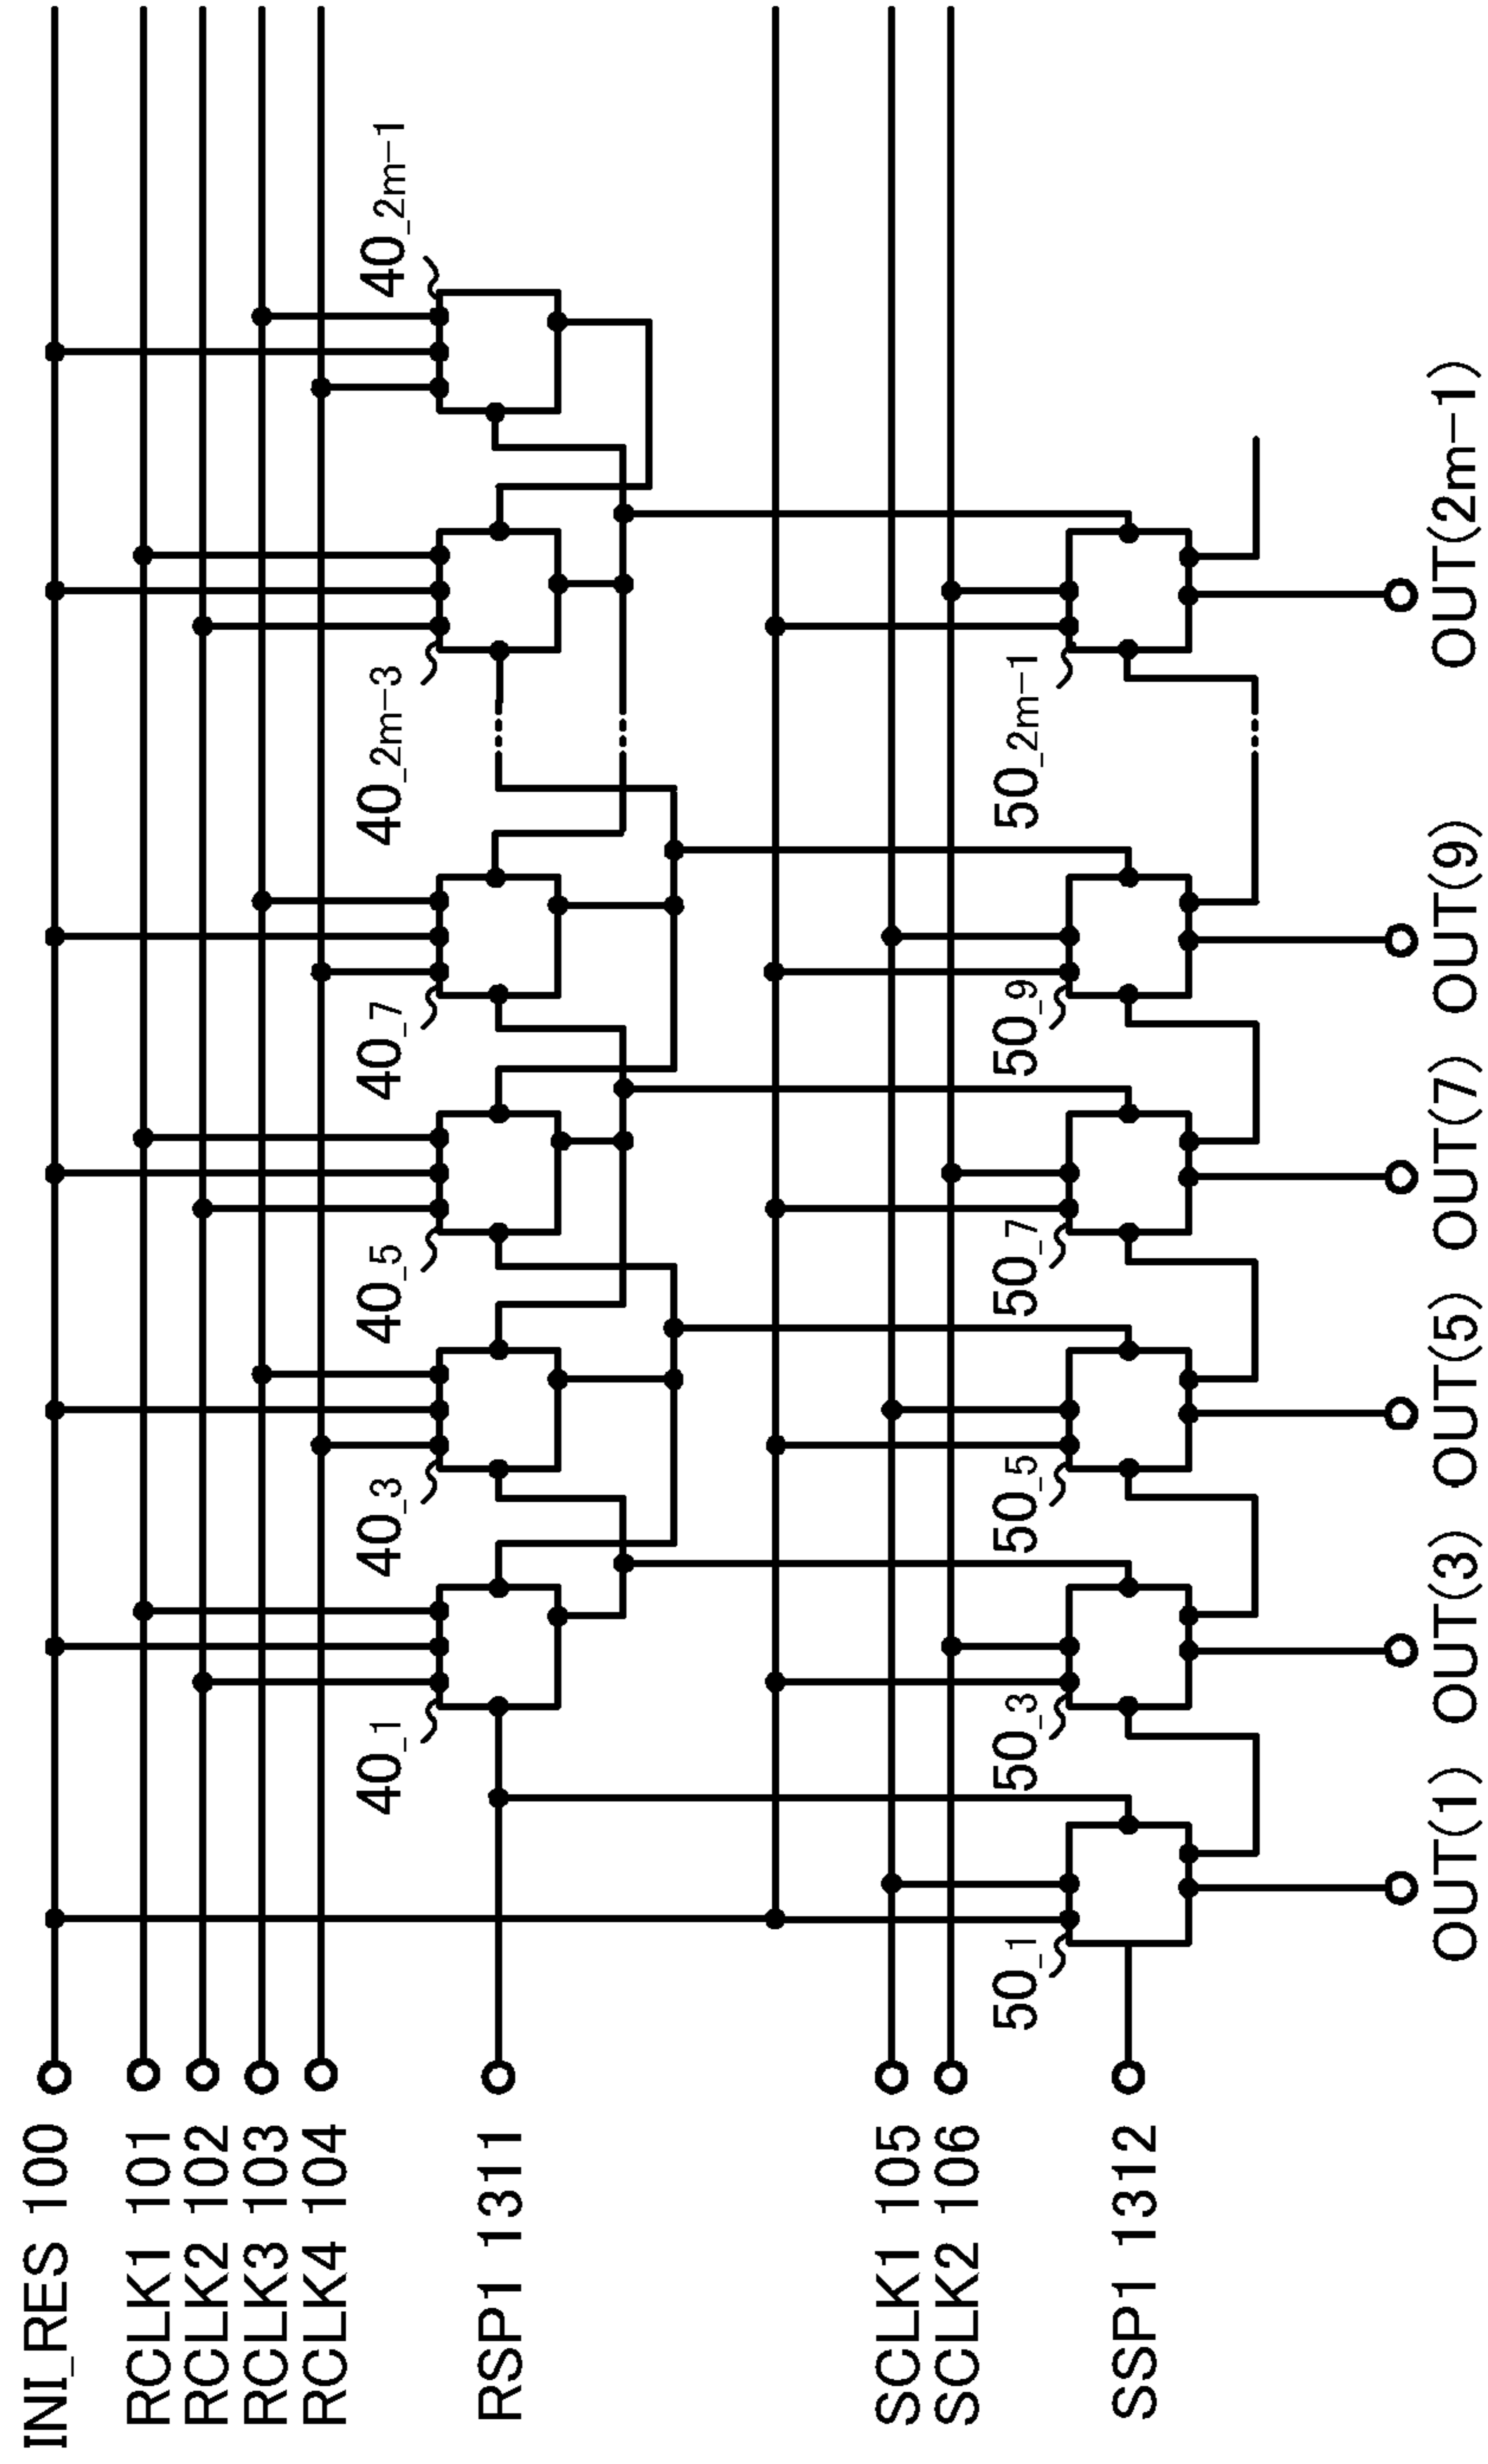 INI_RES 100
RCLK1 101
RCLK2 102
RCLK3 103
RCLK4 104
40_1
40_3
40_5
40_7
40_2m-3
40_2m-1
RSP1 1311
SCLK1 105
SCLK2 106
50_1
50_3
50_5
50_7
50_9
50_2m-1
SSP1 1312
OUT(1)
OUT(3)
OUT(5)
OUT(7)
OUT(9)
OUT(2m-1)